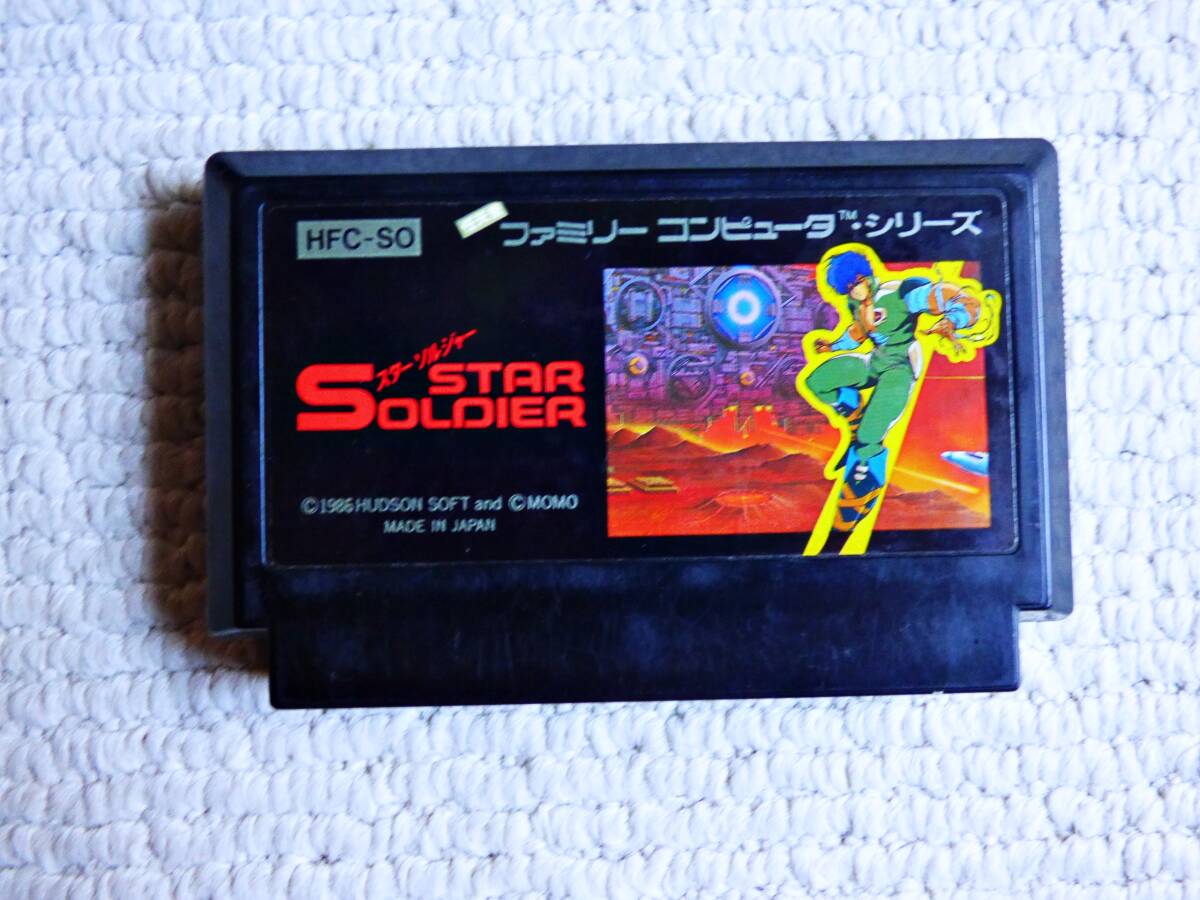 HFC-SO
ファミリー コンピュータ™・シリーズ
スターソルジャー
STAR
SOLDIER
©1986 HUDSON SOFT and ©MOMO
MADE IN JAPAN